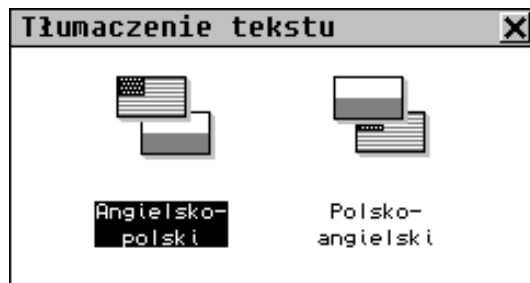 Tłumaczenie tekstu
Angielsko-
polski
Polsko-
angielski